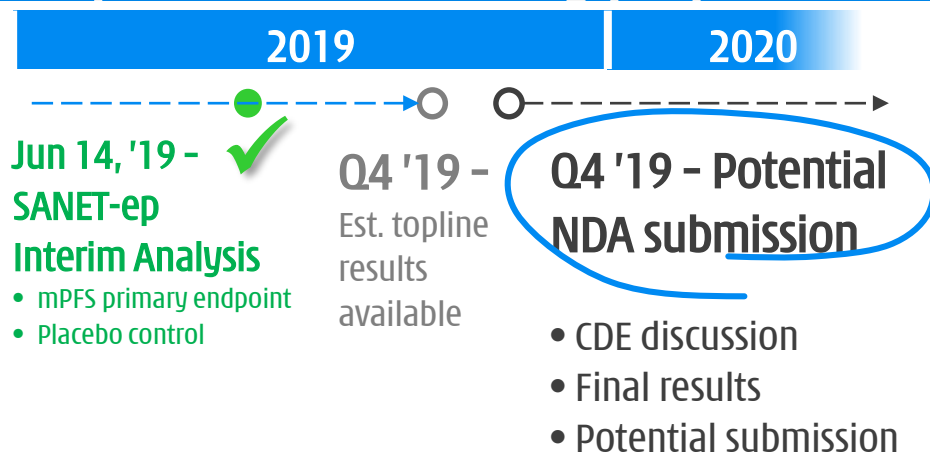 2019
2020
Jun 14, '19 –
SANET-ep
Interim Analysis
• mPFS primary endpoint
• Placebo control
Q4 '19 –
Est. topline
results
available
Q4 '19 – Potential
NDA submission
• CDE discussion
• Final results
• Potential submission